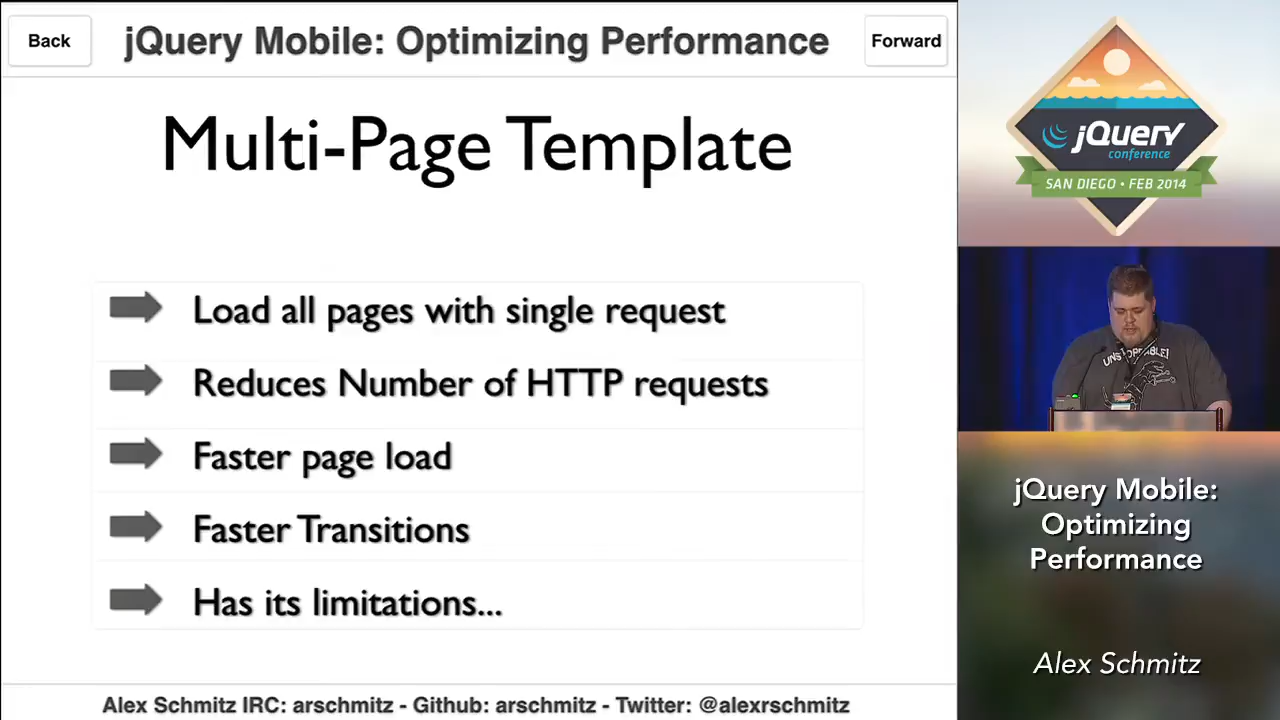 Back
jQuery Mobile: Optimizing Performance
Forward
Multi-Page Template
Load all pages with single request
Reduces Number of HTTP requests
Faster page load
Faster Transitions
Has its limitations...
Alex Schmitz IRC: arschmitz - Github: arschmitz - Twitter: @alexrschmitz
jQuery
conference
SAN DIEGO • FEB 2014
UNSTOPPABLE!
jQuery Mobile:
Optimizing
Performance
Alex Schmitz